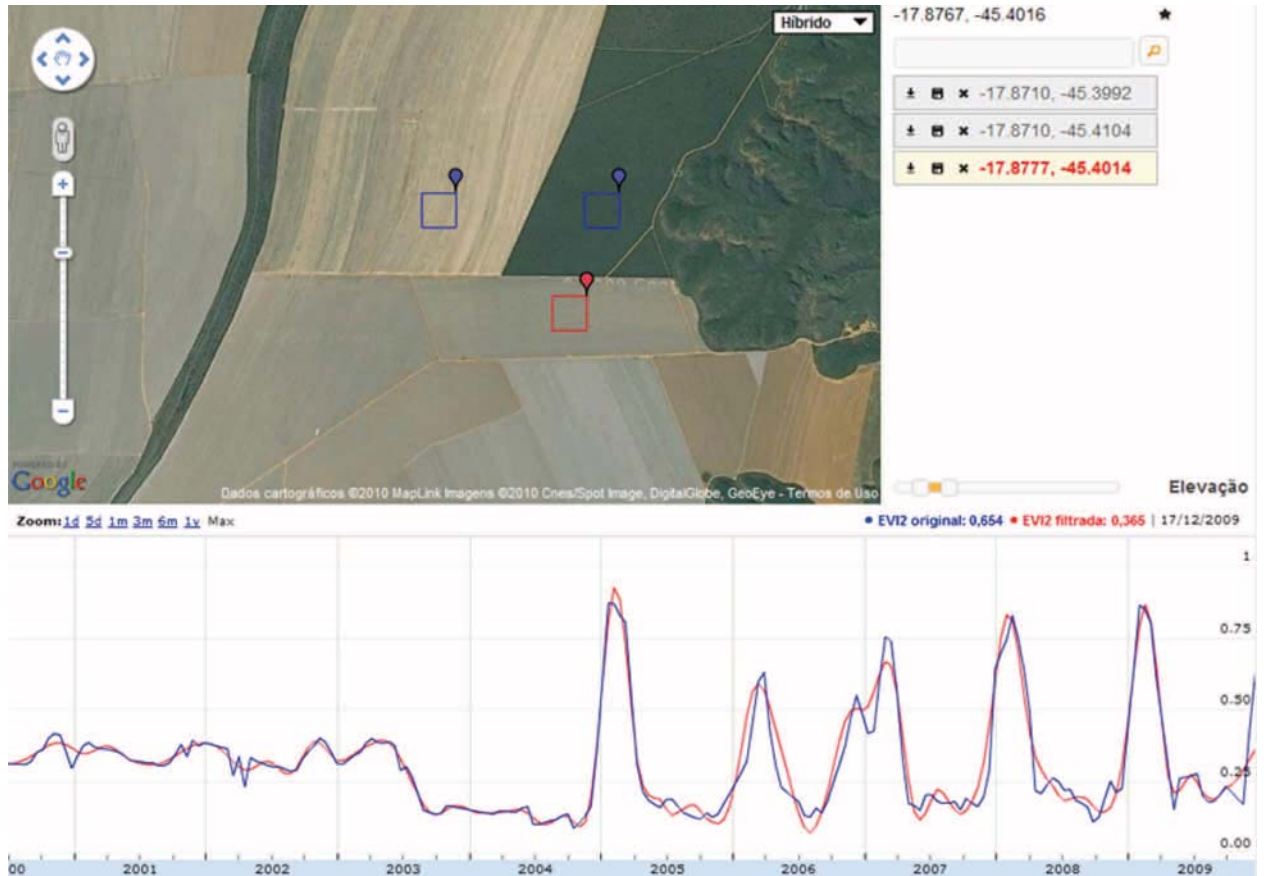 Híbrido
-17.8767, -45.4016
-17.8710, -45.3992
-17.8710, -45.4104
-17.8777, -45.4014
POWERED BY
Google
Dados cartográficos ©2010 MapLink Imagens ©2010 Cnes/Spot Image, DigitalGlobe, GeoEye - Termos de Uso
Elevação
Zoom: 1d 5d 1m 3m 6m 1y Max
EVI2 original: 0,654 EVI2 filtrada: 0,365 | 17/12/2009
1
0.75
0.50
0.25
0.00
00 2001 2002 2003 2004 2005 2006 2007 2008 2009